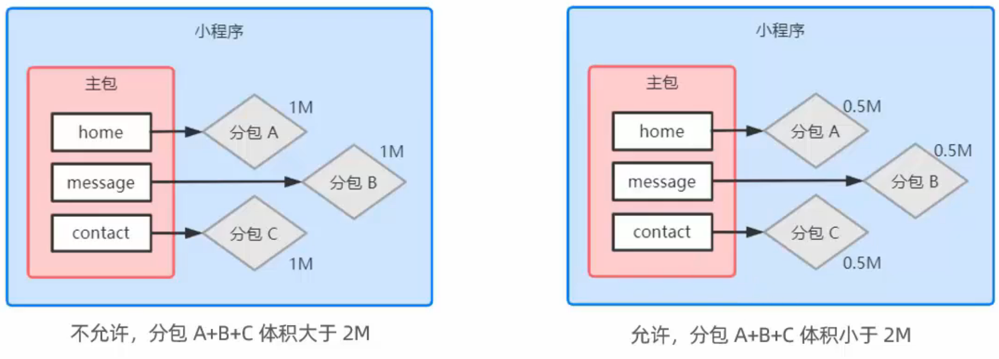 小程序
主包
home
分包 A
1M
message
分包 B
1M
contact
分包 C
1M
不允许，分包 A+B+C 体积大于 2M
小程序
主包
home
分包 A
0.5M
message
分包 B
0.5M
contact
分包 C
0.5M
允许，分包 A+B+C 体积小于 2M